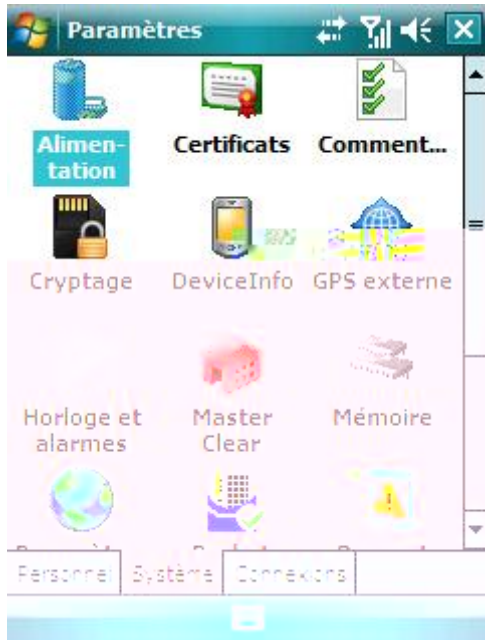 Paramètres
Alimen-
tation
Certificats
Comment...
Cryptage
DeviceInfo
GPS externe
Horloge et
alarmes
Master
Clear
Mémoire
Personnel
Système
Connexions